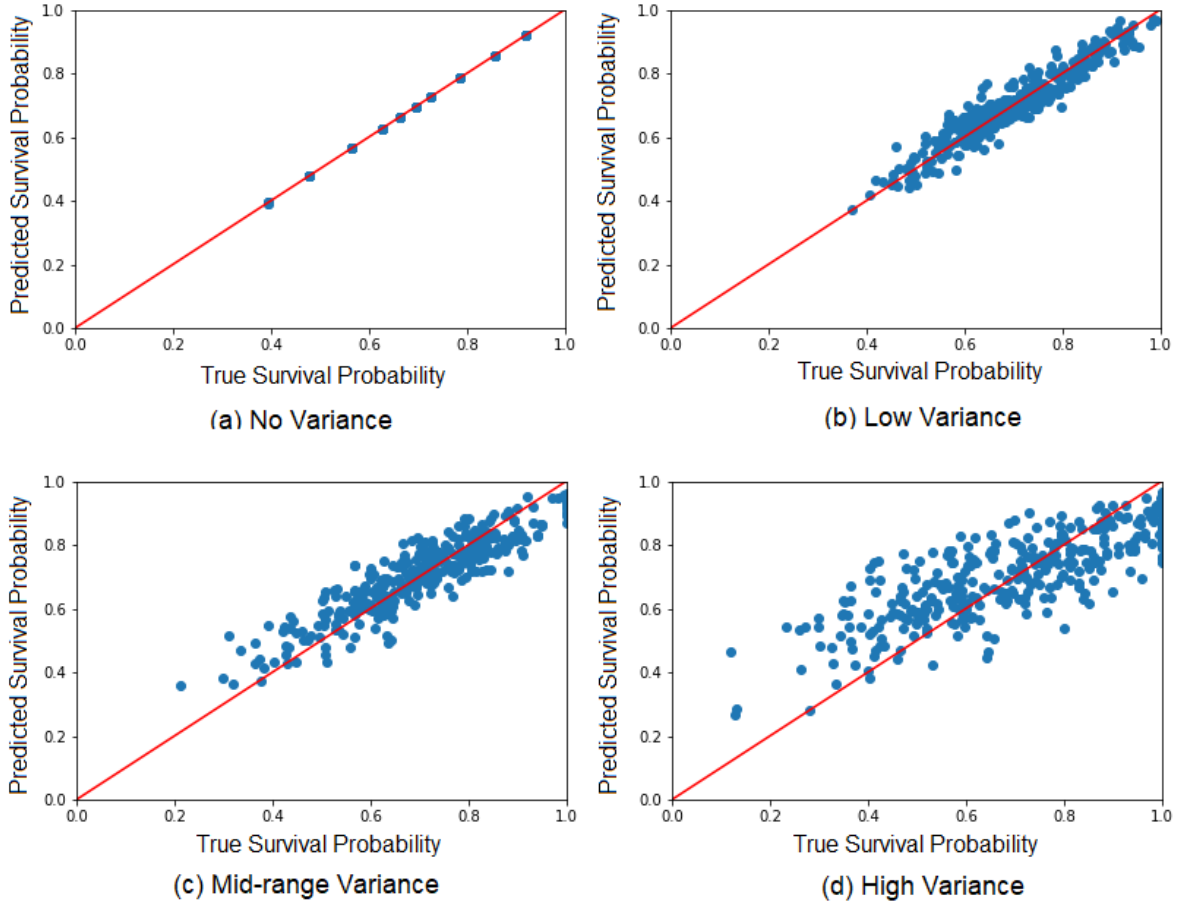 1.0
0.8
0.6
0.4
0.2
0.0
Predicted Survival Probability
0.0 0.2 0.4 0.6 0.8 1.0
True Survival Probability
(a) No Variance
1.0
0.8
0.6
0.4
0.2
0.0
Predicted Survival Probability
0.0 0.2 0.4 0.6 0.8 1.0
True Survival Probability
(b) Low Variance
1.0
0.8
0.6
0.4
0.2
0.0
Predicted Survival Probability
0.0 0.2 0.4 0.6 0.8 1.0
True Survival Probability
(c) Mid-range Variance
1.0
0.8
0.6
0.4
0.2
0.0
Predicted Survival Probability
0.0 0.2 0.4 0.6 0.8 1.0
True Survival Probability
(d) High Variance